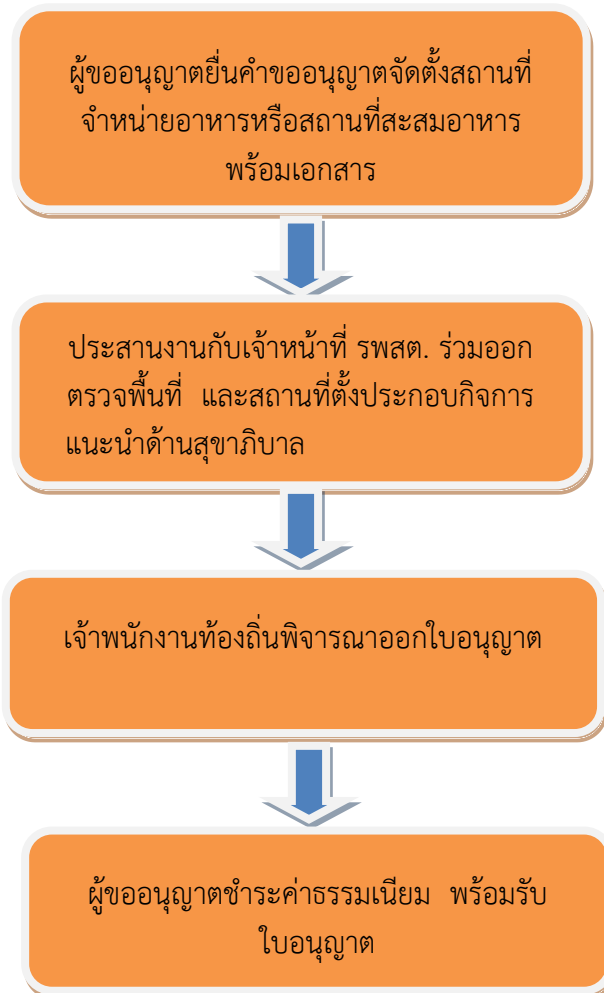 ผู้ขออนุญาตยื่นคำขออนุญาตจัดตั้งสถานที่
จำหน่ายอาหารหรือสถานที่สะสมอาหาร
พร้อมเอกสาร
ประสานงานกับเจ้าหน้าที่ รพสต. ร่วมออก
ตรวจพื้นที่ และสถานที่ตั้งประกอบกิจการ
แนะนำด้านสุขาภิบาล
เจ้าพนักงานท้องถิ่นพิจารณาออกใบอนุญาต
ผู้ขออนุญาตชำระค่าธรรมเนียม พร้อมรับ
ใบอนุญาต